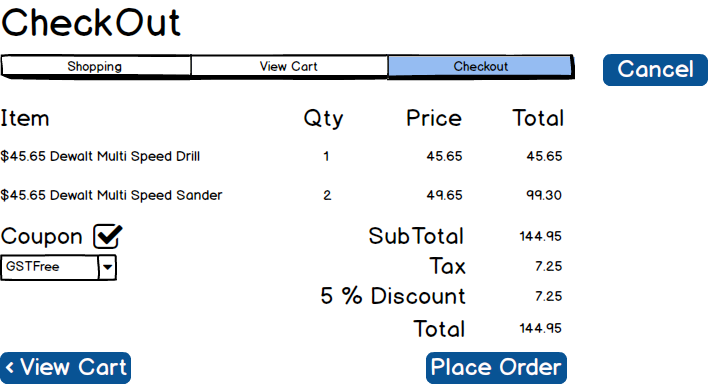 CheckOut
Shopping View Cart Checkout Cancel
Item Qty Price Total
$45.65 Dewalt Multi Speed Drill 1 45.65 45.65
$45.65 Dewalt Multi Speed Sander 2 49.65 99.30
Coupon SubTotal 144.95
GSTFree Tax 7.25
5 % Discount 7.25
Total 144.95
< View Cart Place Order